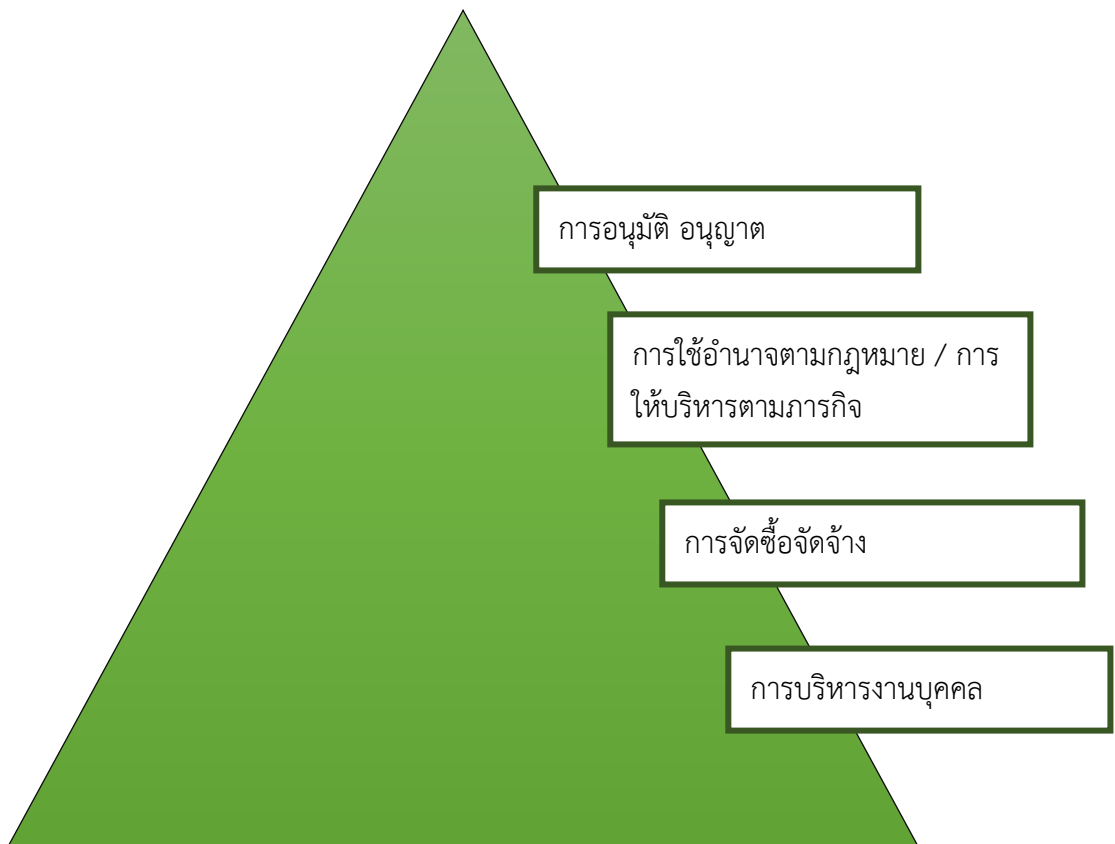 การอนุมัติ อนุญาต
การใช้อำนาจตามกฎหมาย / การ
ให้บริหารตามภารกิจ
การจัดซื้อจัดจ้าง
การบริหารงานบุคคล